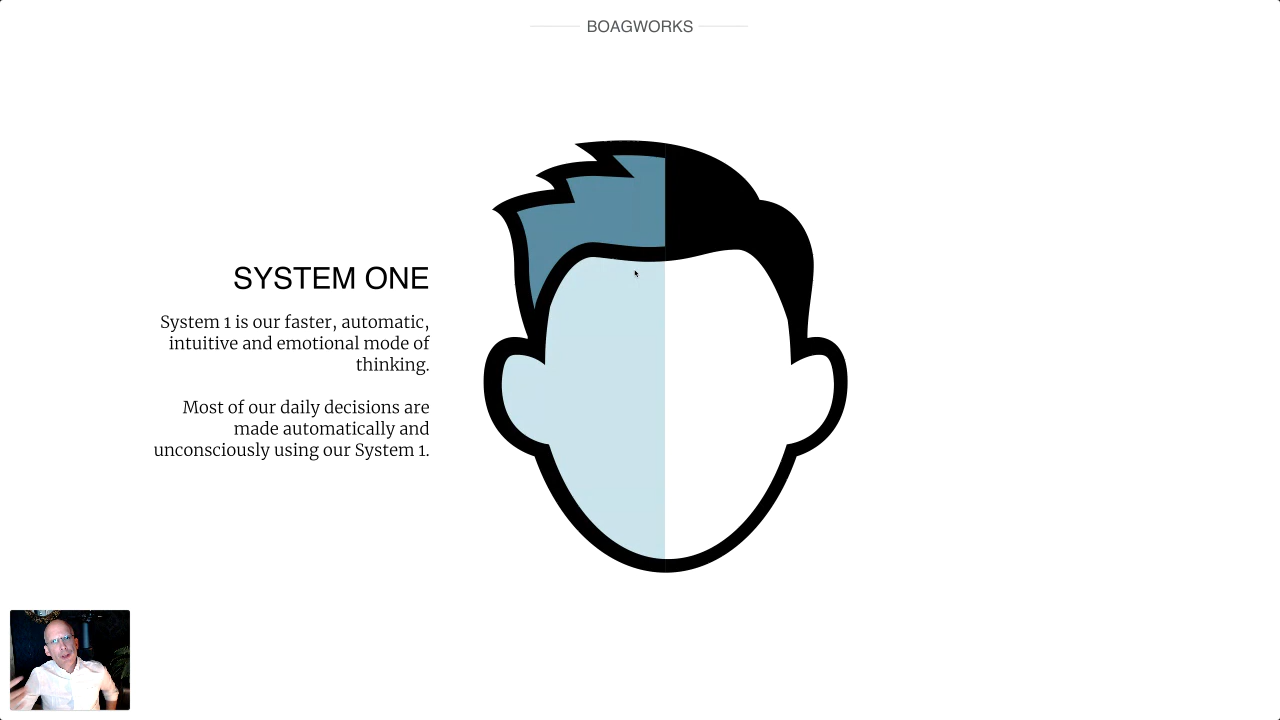 BOAGWORKS
SYSTEM ONE
System 1 is our faster, automatic,
intuitive and emotional mode of
thinking.
Most of our daily decisions are
made automatically and
unconsciously using our System 1.